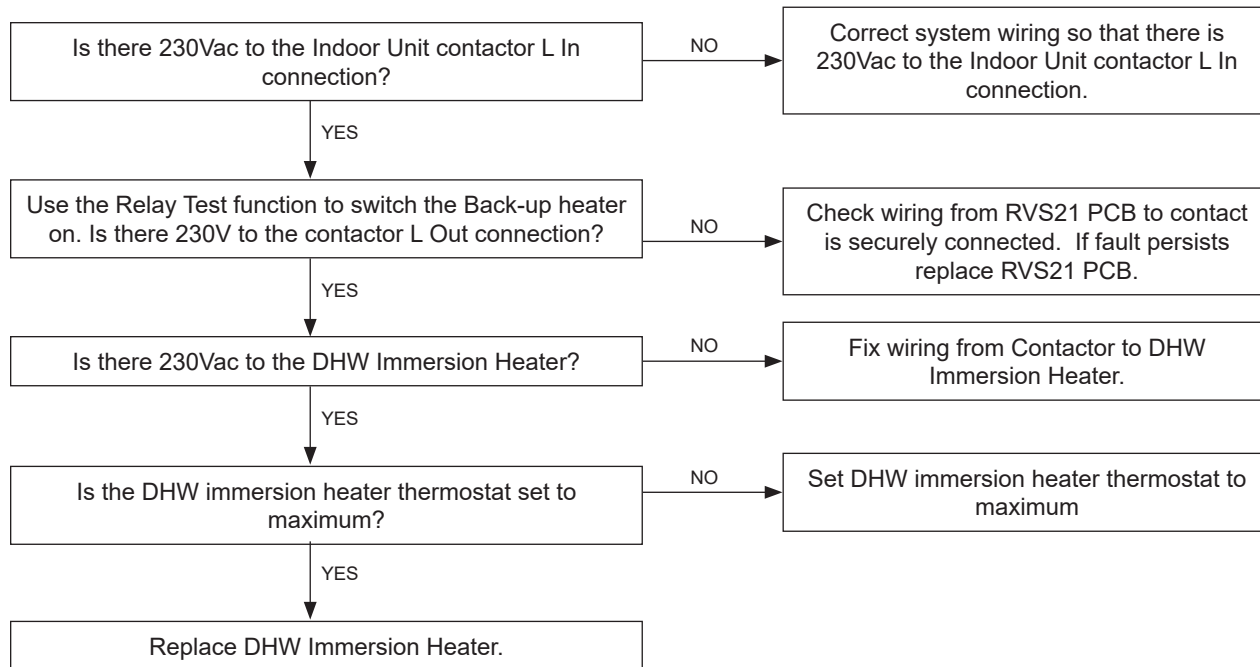 Is there 230Vac to the Indoor Unit contactor L In
connection?
NO
Correct system wiring so that there is
230Vac to the Indoor Unit contactor L In
connection.
YES
Use the Relay Test function to switch the Back-up heater
on. Is there 230V to the contactor L Out connection?
NO
Check wiring from RVS21 PCB to contact
is securely connected.  If fault persists
replace RVS21 PCB.
YES
Is there 230Vac to the DHW Immersion Heater?
NO
Fix wiring from Contactor to DHW
Immersion Heater.
YES
Is the DHW immersion heater thermostat set to
maximum?
NO
Set DHW immersion heater thermostat to
maximum
YES
Replace DHW Immersion Heater.